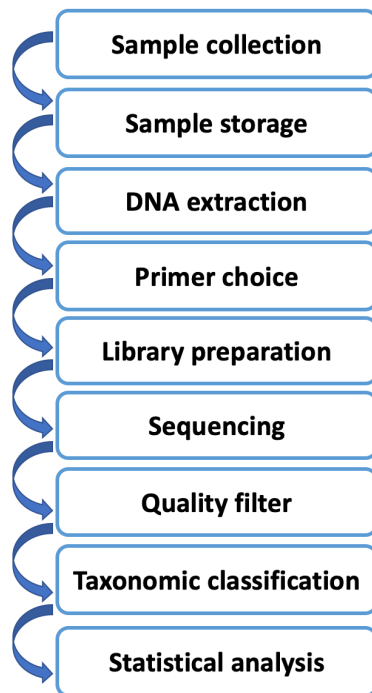 Sample collection
Sample storage
DNA extraction
Primer choice
Library preparation
Sequencing
Quality filter
Taxonomic classification
Statistical analysis